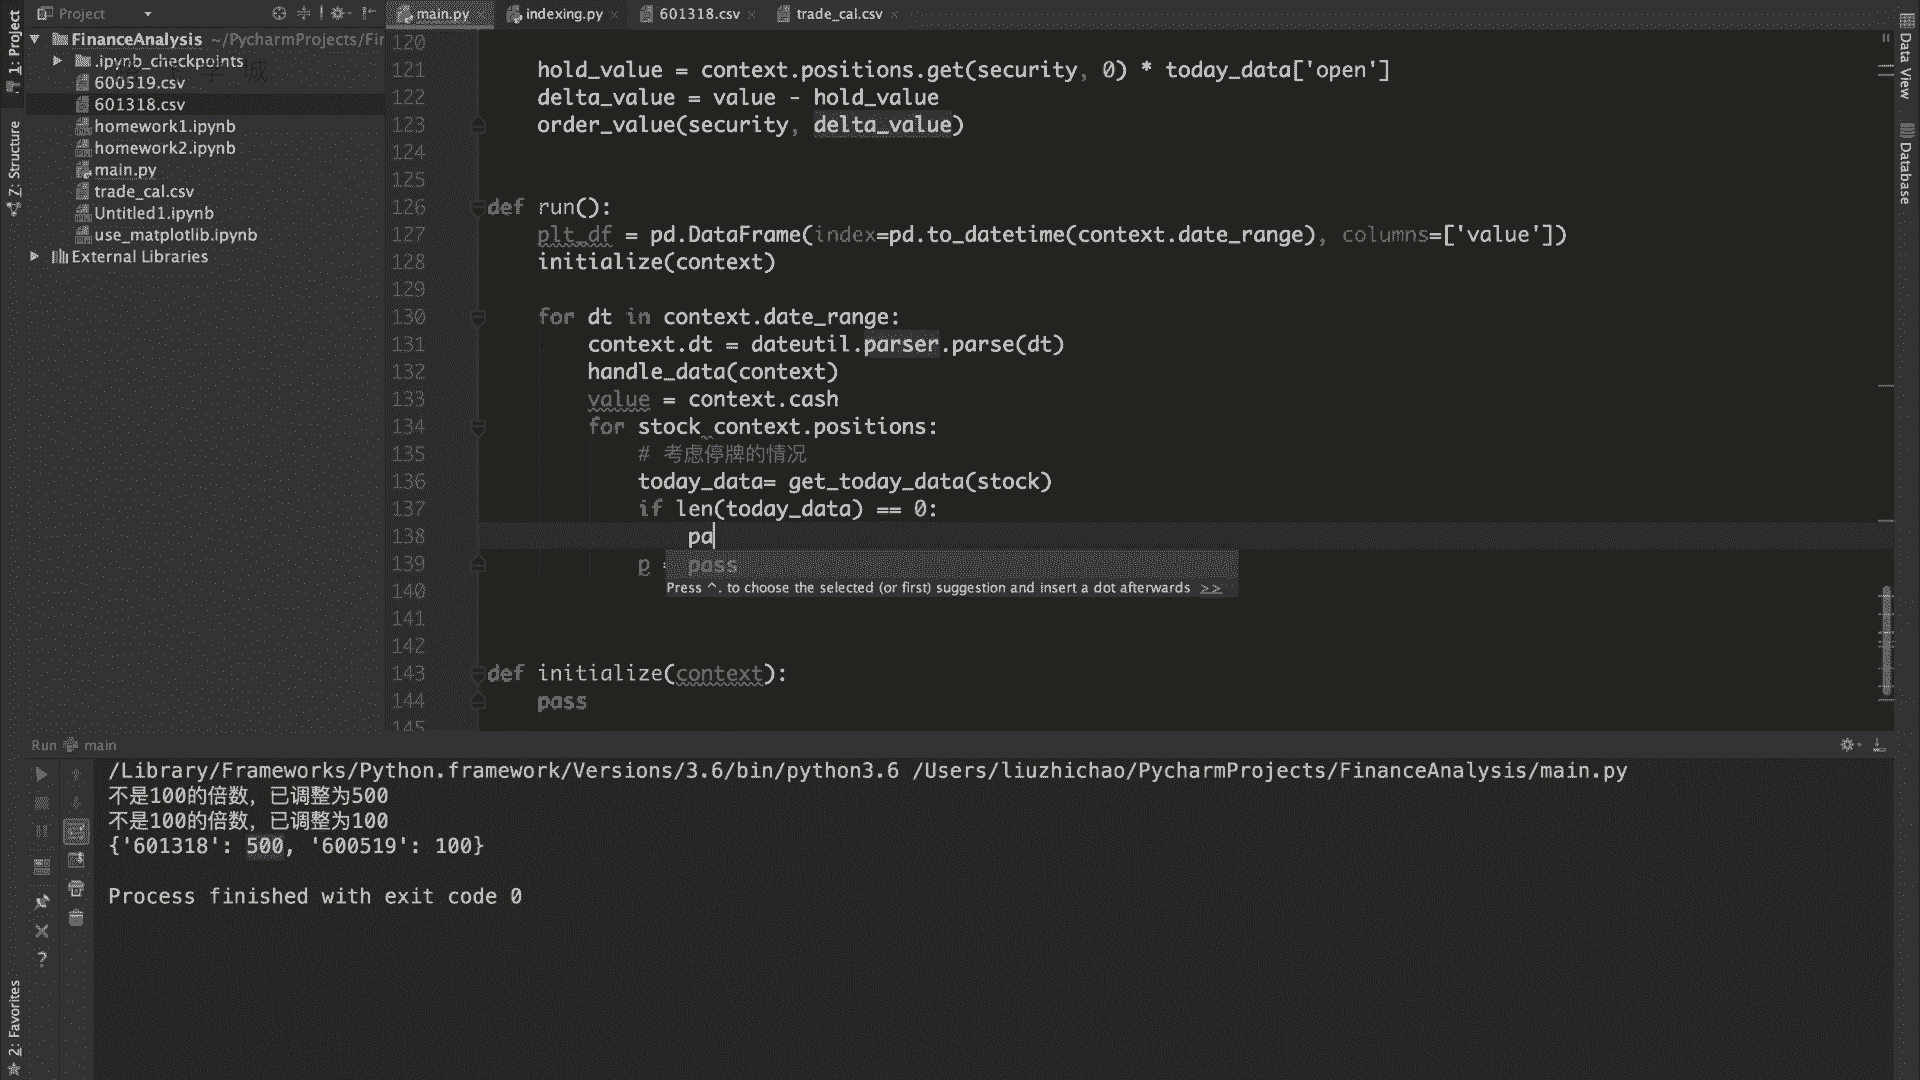 Project
main.py
indexing.py
601318.csv
trade_cal.csv
1: Project
FinanceAnalysis ~/PycharmProjects/Fir
.ipynb_checkpoints
600519.csv
601318.csv
homework1.ipynb
homework2.ipynb
main.py
trade_cal.csv
Untitled1.ipynb
use_matplotlib.ipynb
External Libraries
Z: Structure
2: Favorites
Data View
Database
120
121 hold_value = context.positions.get(security, 0) * today_data['open']
122 delta_value = value - hold_value
123 order_value(security, delta_value)
124
125
126 def run():
127 plt_df = pd.DataFrame(index=pd.to_datetime(context.date_range), columns=['value'])
128 initialize(context)
129
130 for dt in context.date_range:
131 context.dt = dateutil.parser.parse(dt)
132 handle_data(context)
133 value = context.cash
134 for stock context.positions:
135 # 考虑停牌的情况
136 today_data= get_today_data(stock)
137 if len(today_data) == 0:
138 pa
139 p
pass
Press ^. to choose the selected (or first) suggestion and insert a dot afterwards >>
140
141
142
143 def initialize(context):
144 pass
145
Run main
/Library/Frameworks/Python.framework/Versions/3.6/bin/python3.6 /Users/liuzhichao/PycharmProjects/FinanceAnalysis/main.py
不是100的倍数，已调整为500
不是100的倍数，已调整为100
{'601318': 500, '600519': 100}
Process finished with exit code 0